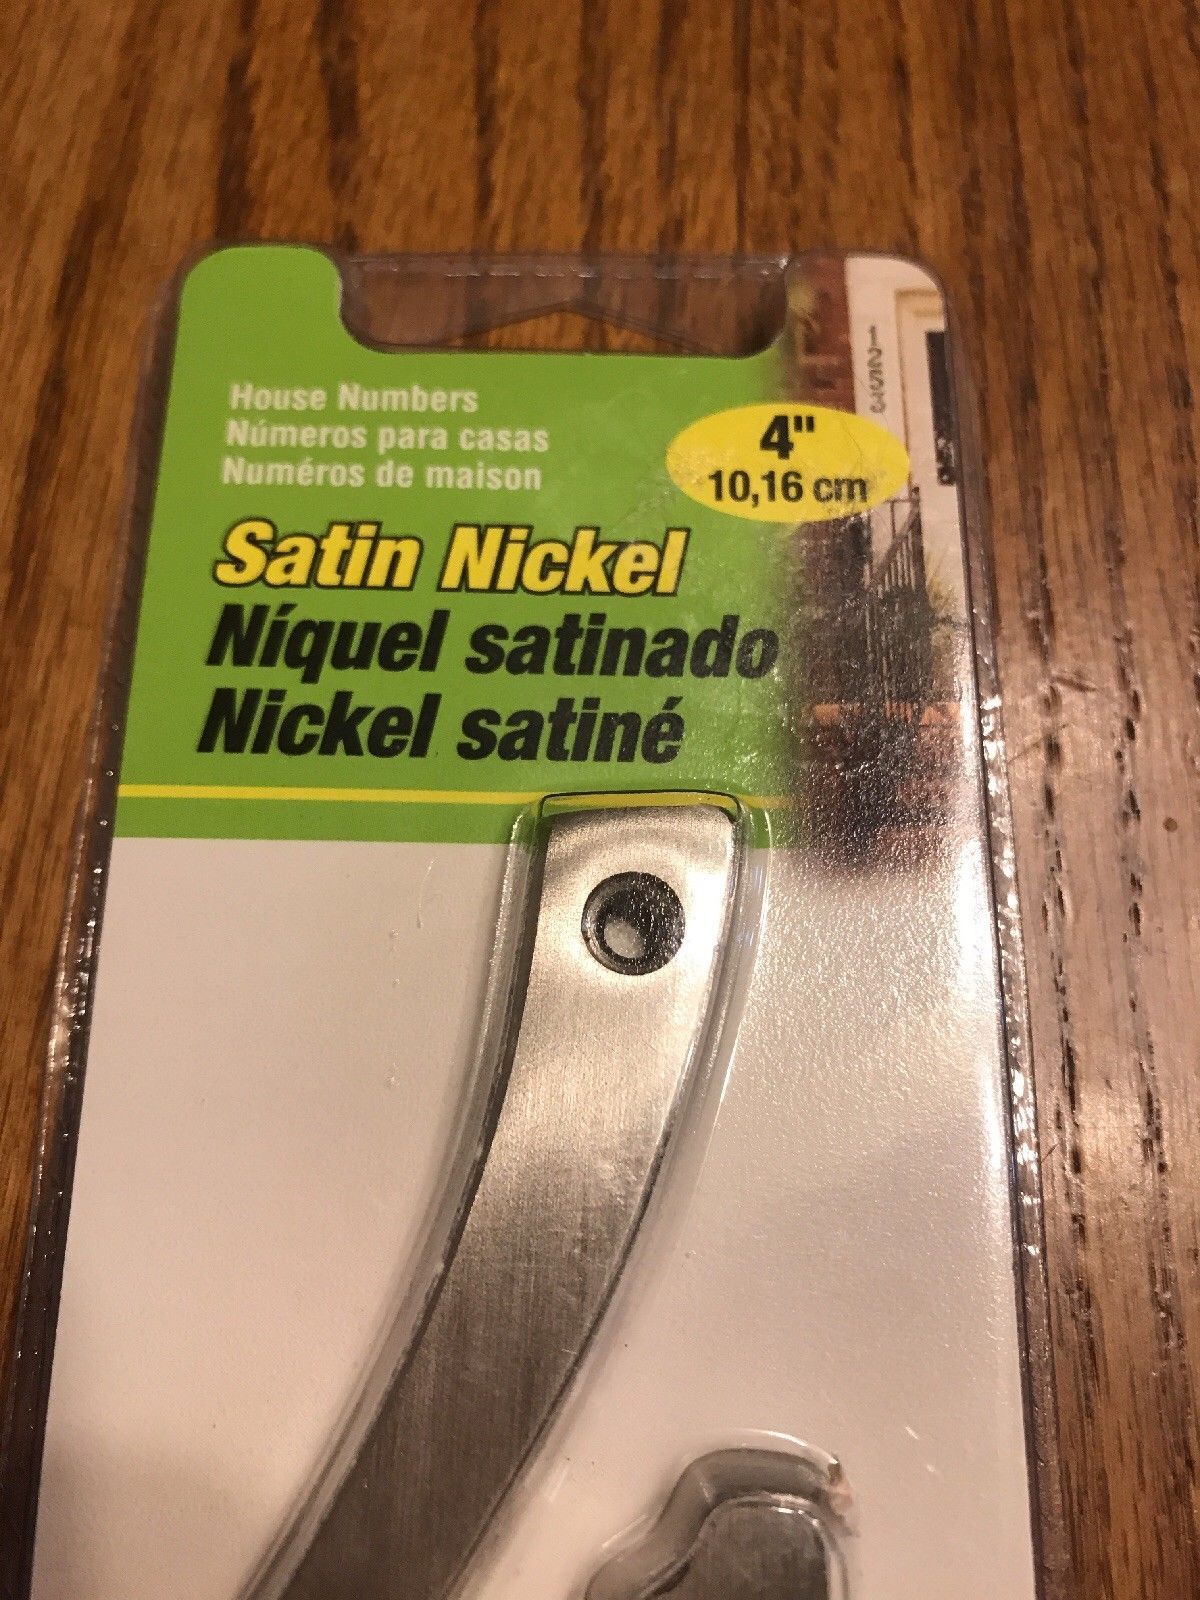 House Numbers
Números para casas
Numéros de maison
4"
10,16 cm
Satin Nickel
Níquel satinado
Nickel satiné